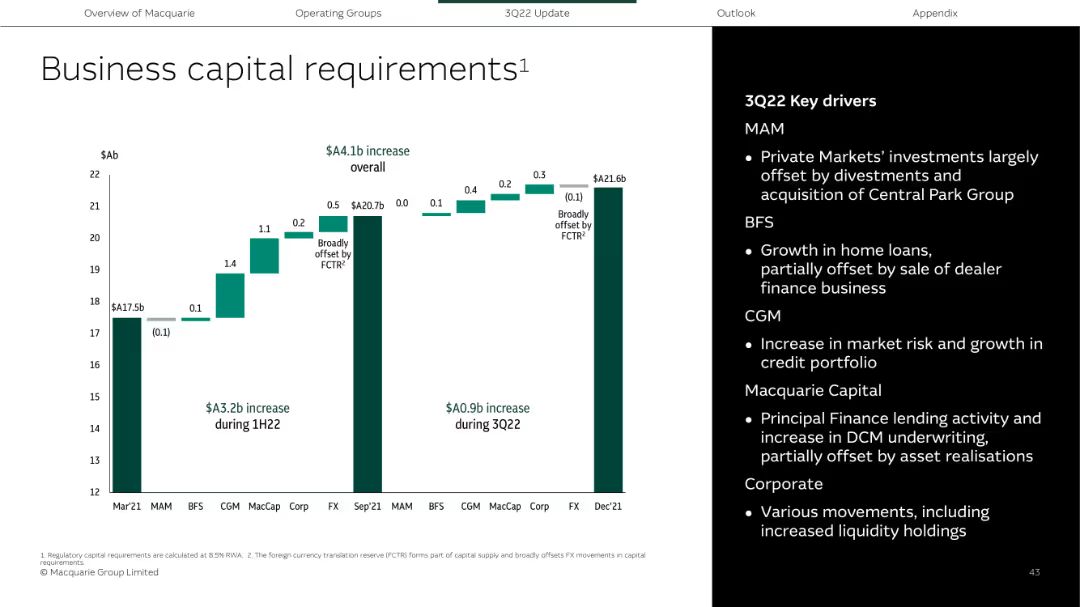 Overview of Macquarie
Operating Groups
3Q22 Update
Outlook
Appendix
Business capital requirements1
$Ab
$A4.1b increase
overall
22
21
20
19
18
17
16
15
14
13
12
$A17.5b
(0.1)
0.1
1.4
1.1
0.2
0.5
Broadly
offset by
FCTR2
$A20.7b
0.0
0.1
0.4
0.2
0.3
(0.1)
Broadly
offset by
FCTR2
$A21.6b
$A3.2b increase
during 1H22
$A0.9b increase
during 3Q22
Mar'21 MAM BFS CGM MacCap Corp FX Sep'21 MAM BFS CGM MacCap Corp FX Dec'21
3Q22 Key drivers
MAM
• Private Markets' investments largely
offset by divestments and
acquisition of Central Park Group
BFS
• Growth in home loans,
partially offset by sale of dealer
finance business
CGM
• Increase in market risk and growth in
credit portfolio
Macquarie Capital
• Principal Finance lending activity and
increase in DCM underwriting,
partially offset by asset realisations
Corporate
• Various movements, including
increased liquidity holdings
1. Regulatory capital requirements are calculated at 8.5% RWA. 2. The foreign currency translation reserve (FCTR) forms part of capital supply and broadly offsets FX movements in capital
requirements
© Macquarie Group Limited
43